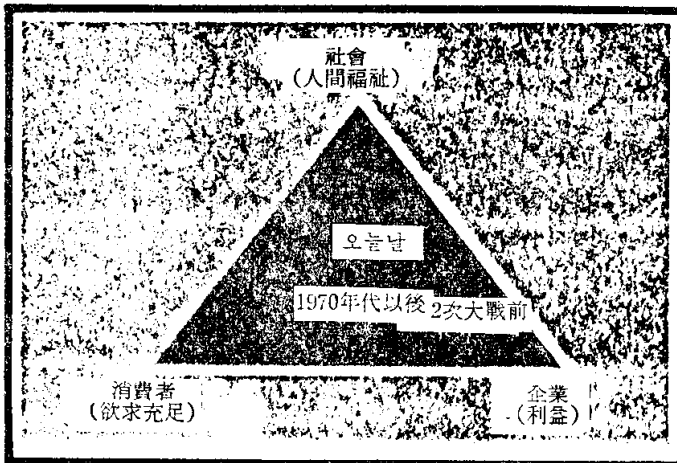 社會
(人間福祉)
오늘날
1970年代以後
2次大戰前
消費者
(欲求充足)
企業
(利益)